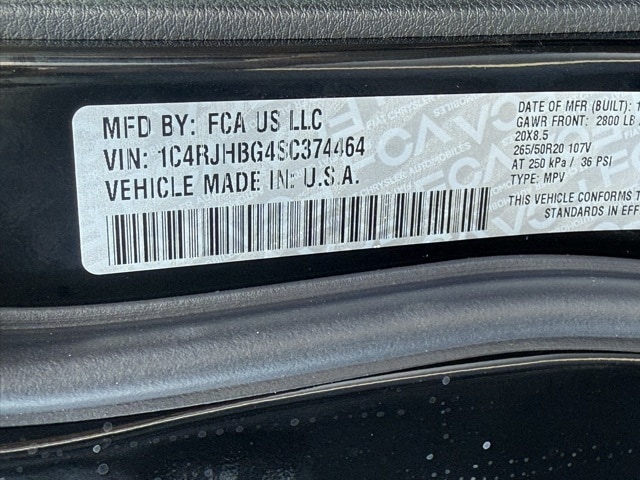 MFD BY: FCA US LLC
VIN: 1C4RJHBG4SC374464
VEHICLE MADE IN: U.S.A.
DATE OF MFR (BUILT): 1
GAWR FRONT: 2800 L
20X8.5
265/50R20 107V
AT 250 kPa / 36 PSI
TYPE: MPV
THIS VEHICLE CONFORMS T
STANDARDS IN EFF